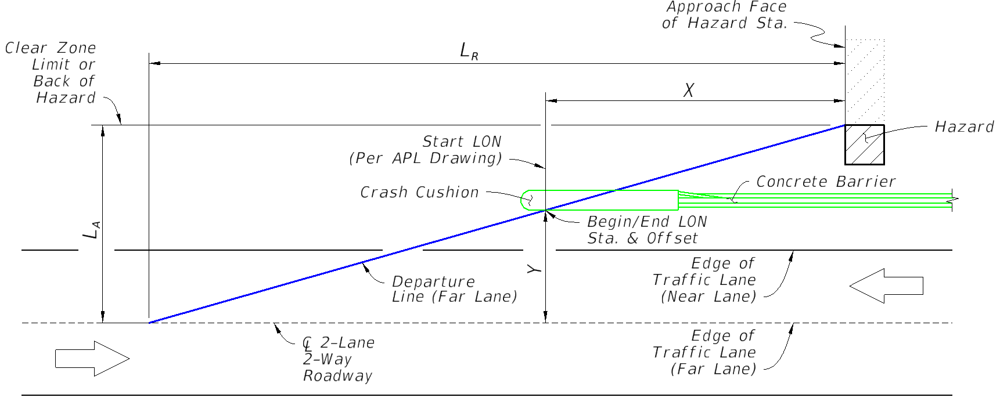 Approach Face
of Hazard Sta.
Clear Zone
Limit or
Back of
Hazard
LR
X
Hazard
Start LON
(Per APL Drawing)
Crash Cushion
Concrete Barrier
LA
Begin/End LON
Sta. & Offset
Y
Departure
Line (Far Lane)
Edge of
Traffic Lane
(Near Lane)
℄ 2-Lane
2-Way
Roadway
Edge of
Traffic Lane
(Far Lane)